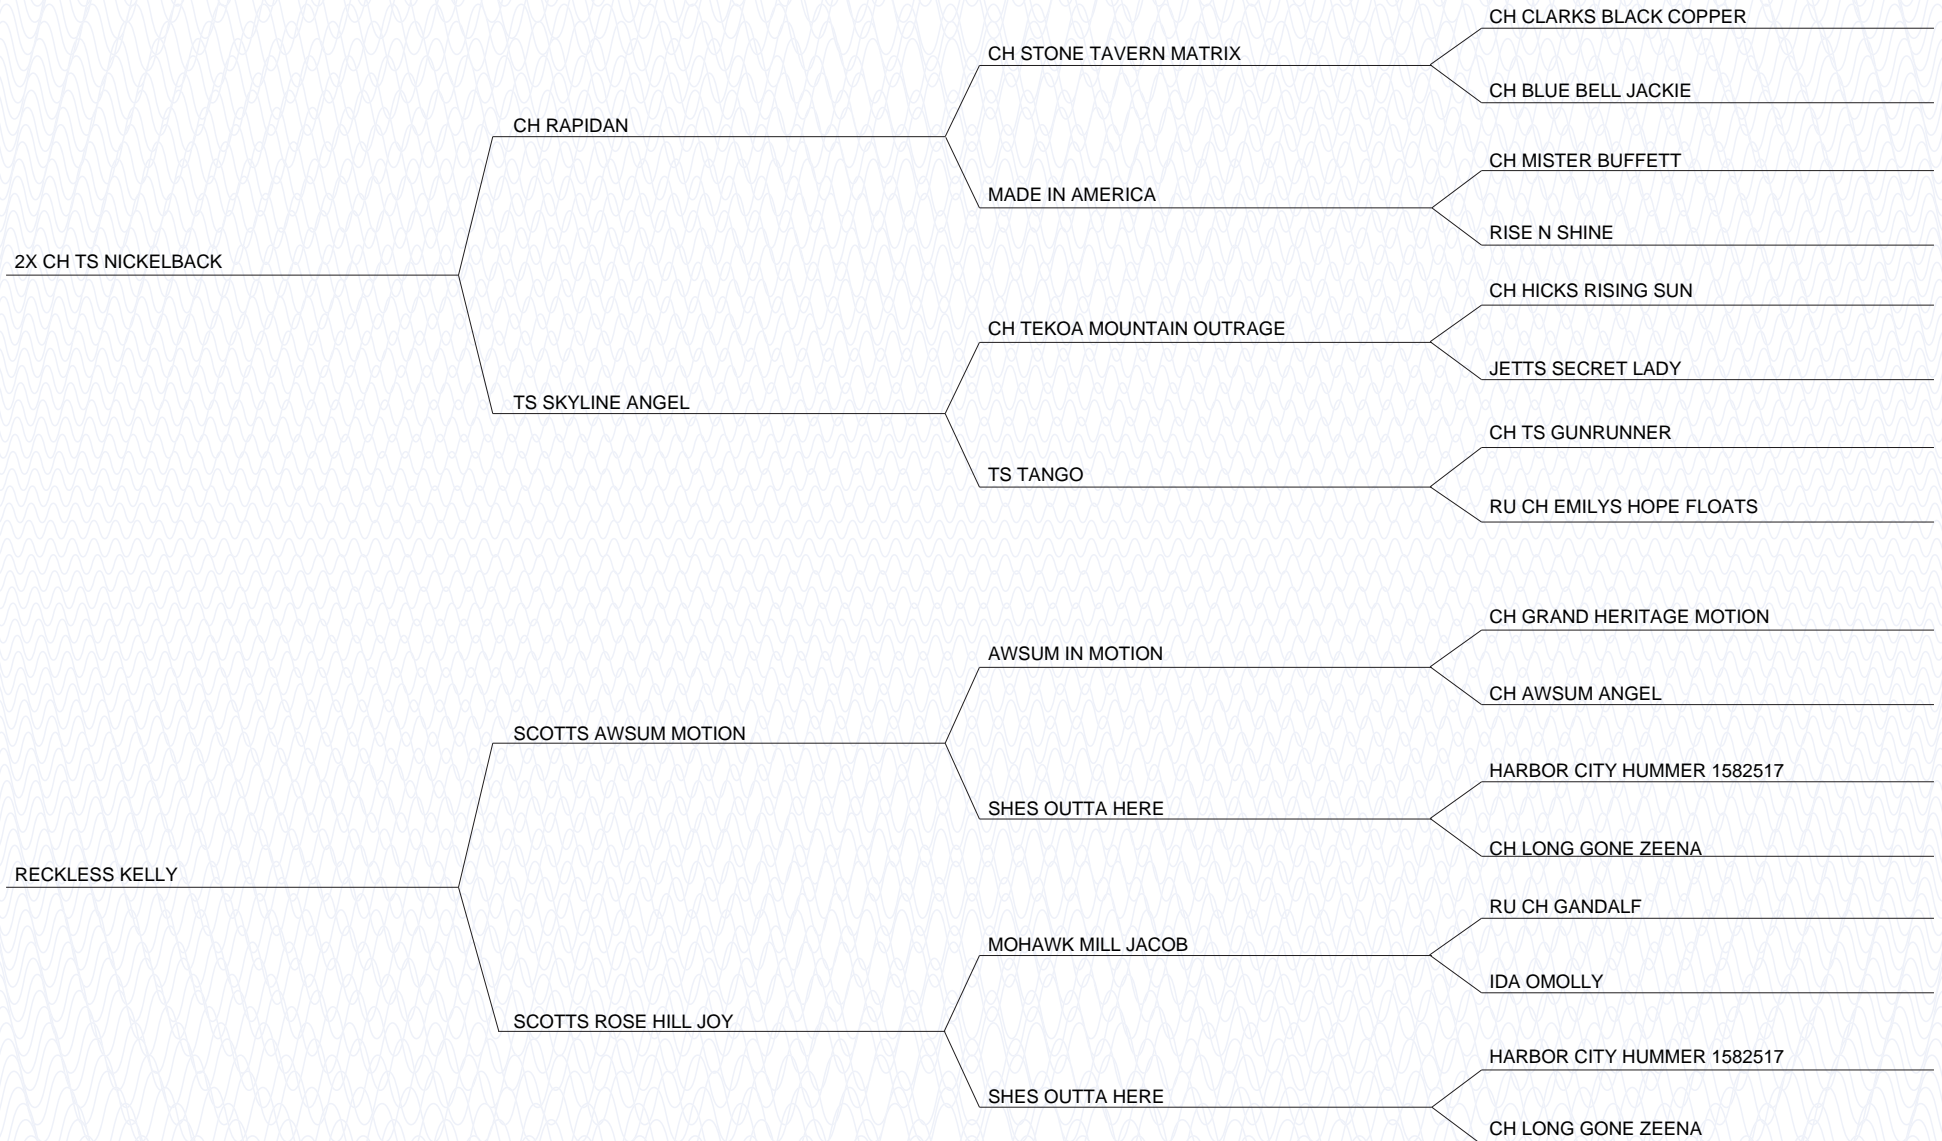 CH CLARKS BLACK COPPER
CH STONE TAVERN MATRIX
CH BLUE BELL JACKIE
CH RAPIDAN
CH MISTER BUFFETT
MADE IN AMERICA
RISE N SHINE
2X CH TS NICKELBACK
CH HICKS RISING SUN
CH TEKOA MOUNTAIN OUTRAGE
JETTS SECRET LADY
TS SKYLINE ANGEL
CH TS GUNRUNNER
TS TANGO
RU CH EMILYS HOPE FLOATS
CH GRAND HERITAGE MOTION
AWSUM IN MOTION
CH AWSUM ANGEL
SCOTTS AWSUM MOTION
HARBOR CITY HUMMER 1582517
SHES OUTTA HERE
CH LONG GONE ZEENA
RECKLESS KELLY
RU CH GANDALF
MOHAWK MILL JACOB
IDA OMOLLY
SCOTTS ROSE HILL JOY
HARBOR CITY HUMMER 1582517
SHES OUTTA HERE
CH LONG GONE ZEENA